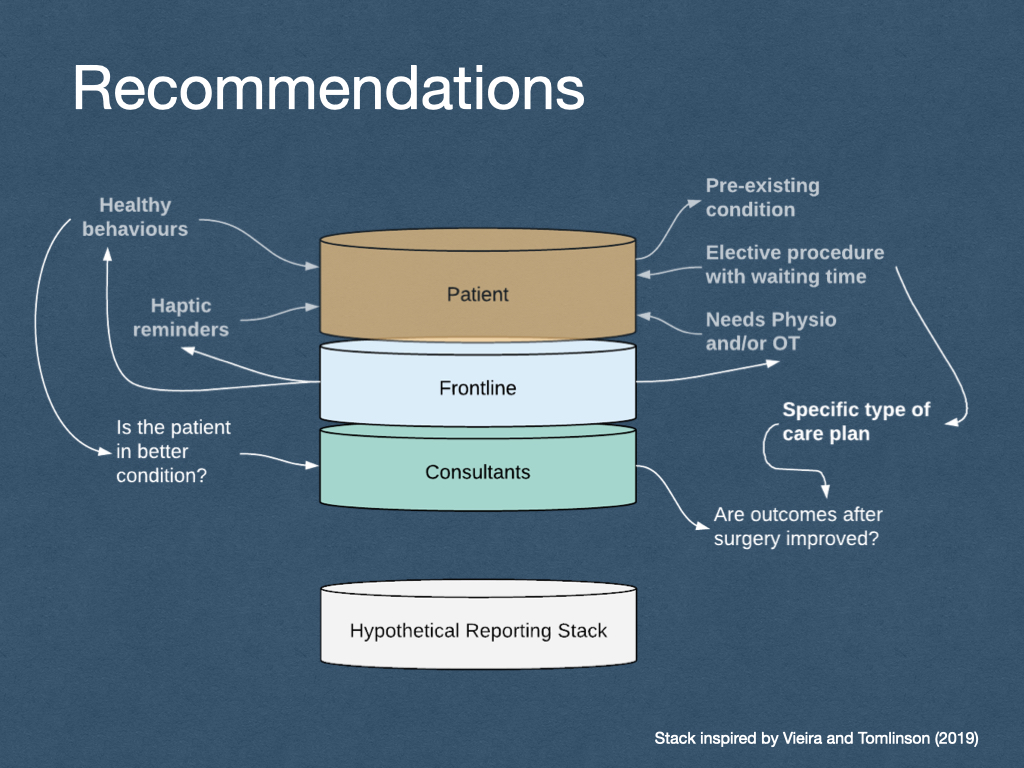 Recommendations
Healthy
behaviours
Haptic
reminders
Is the patient
in better
condition?
Patient
Frontline
Consultants
Hypothetical Reporting Stack
Pre-existing
condition
Elective procedure
with waiting time
Needs Physio
and/or OT
Specific type of
care plan
Are outcomes after
surgery improved?
Stack inspired by Vieira and Tomlinson (2019)